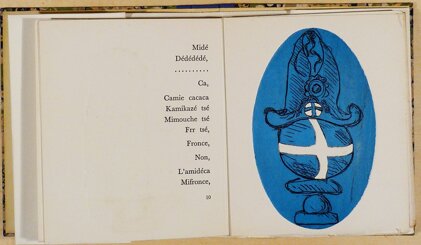 Midé
Dédédédé,
..........
Ca,
Camie cacaca
Kamikazé tsé
Mimouche tsé
Frr tsé,
Fronce,
Non,
L'amidéca
Mifronce,
10